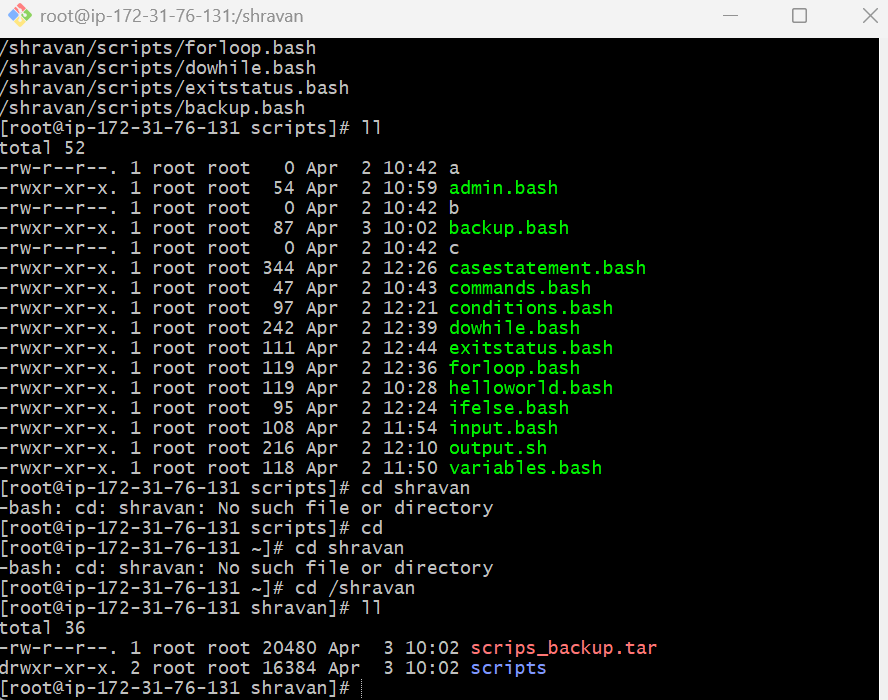 root@ip-172-31-76-131:/shravan
/shravan/scripts/forloop.bash
/shravan/scripts/dowhile.bash
/shravan/scripts/exitstatus.bash
/shravan/scripts/backup.bash
[root@ip-172-31-76-131 scripts]# ll
total 52
-rw-r--r--. 1 root root   0 Apr  2 10:42 a
-rwxr-xr-x. 1 root root  54 Apr  2 10:59 admin.bash
-rw-r--r--. 1 root root   0 Apr  2 10:42 b
-rwxr-xr-x. 1 root root  87 Apr  3 10:02 backup.bash
-rw-r--r--. 1 root root   0 Apr  2 10:42 c
-rwxr-xr-x. 1 root root 344 Apr  2 12:26 casestatement.bash
-rwxr-xr-x. 1 root root  47 Apr  2 10:43 commands.bash
-rwxr-xr-x. 1 root root  97 Apr  2 12:21 conditions.bash
-rwxr-xr-x. 1 root root 242 Apr  2 12:39 dowhile.bash
-rwxr-xr-x. 1 root root 111 Apr  2 12:44 exitstatus.bash
-rwxr-xr-x. 1 root root 119 Apr  2 12:36 forloop.bash
-rwxr-xr-x. 1 root root 119 Apr  2 10:28 helloworld.bash
-rwxr-xr-x. 1 root root  95 Apr  2 12:24 ifelse.bash
-rwxr-xr-x. 1 root root 108 Apr  2 11:54 input.bash
-rwxr-xr-x. 1 root root 216 Apr  2 12:10 output.sh
-rwxr-xr-x. 1 root root 118 Apr  2 11:50 variables.bash
[root@ip-172-31-76-131 scripts]# cd shravan
-bash: cd: shravan: No such file or directory
[root@ip-172-31-76-131 scripts]# cd
[root@ip-172-31-76-131 ~]# cd shravan
-bash: cd: shravan: No such file or directory
[root@ip-172-31-76-131 ~]# cd /shravan
[root@ip-172-31-76-131 shravan]# ll
total 36
-rw-r--r--. 1 root root 20480 Apr  3 10:02 scrips_backup.tar
drwxr-xr-x. 2 root root 16384 Apr  3 10:02 scripts
[root@ip-172-31-76-131 shravan]#